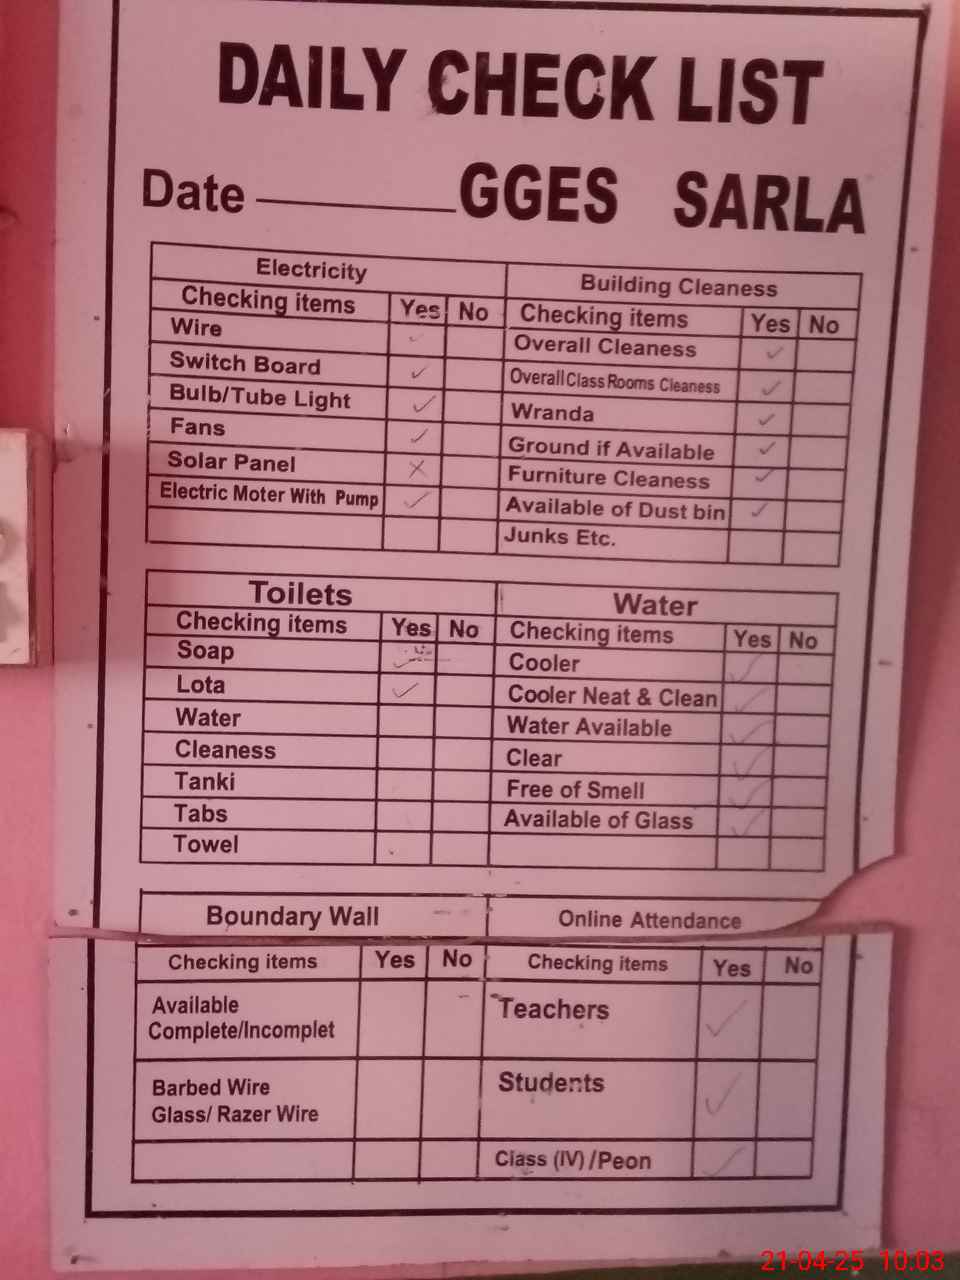 DAILY CHECK LIST
Date GGES SARLA
Electricity
Checking items Yes No
Wire ✓
Switch Board ✓
Bulb/Tube Light ✓
Fans ✓
Solar Panel ✗
Electric Moter With Pump ✓
Building Cleaness
Checking items Yes No
Overall Cleaness ✓
Overall Class Rooms Cleaness ✓
Wranda ✓
Ground if Available ✓
Furniture Cleaness ✓
Available of Dust bin ✓
Junks Etc.
Toilets
Checking items Yes No
Soap ✓
Lota ✓
Water
Cleaness
Tanki
Tabs
Towel
Water
Checking items Yes No
Cooler ✓
Cooler Neat & Clean ✓
Water Available ✓
Clear ✓
Free of Smell ✓
Available of Glass ✓
Boundary Wall
Checking items Yes No
Available
Complete/Incomplet
Barbed Wire
Glass/ Razer Wire
Online Attendance
Checking items Yes No
Teachers ✓
Students ✓
Class (IV) /Peon ✓
21-04-25 10:03